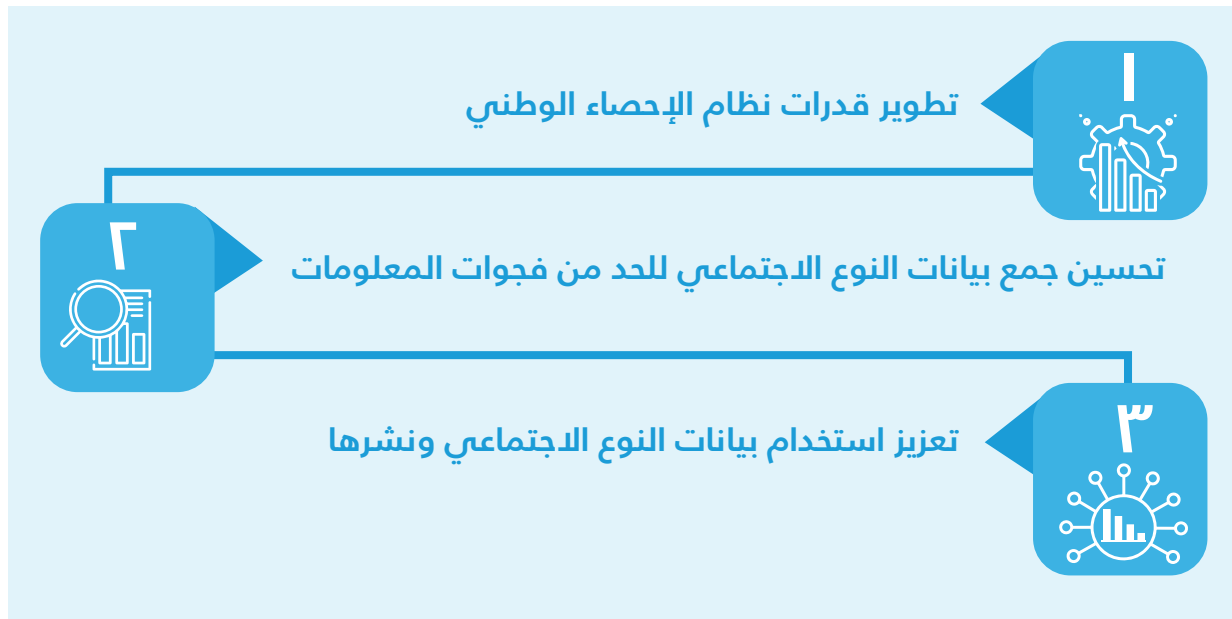 ١
تطوير قدرات نظام الإحصاء الوطني
٢
تحسين جمع بيانات النوع الاجتماعي للحد من فجوات المعلومات
٣
تعزيز استخدام بيانات النوع الاجتماعي ونشرها